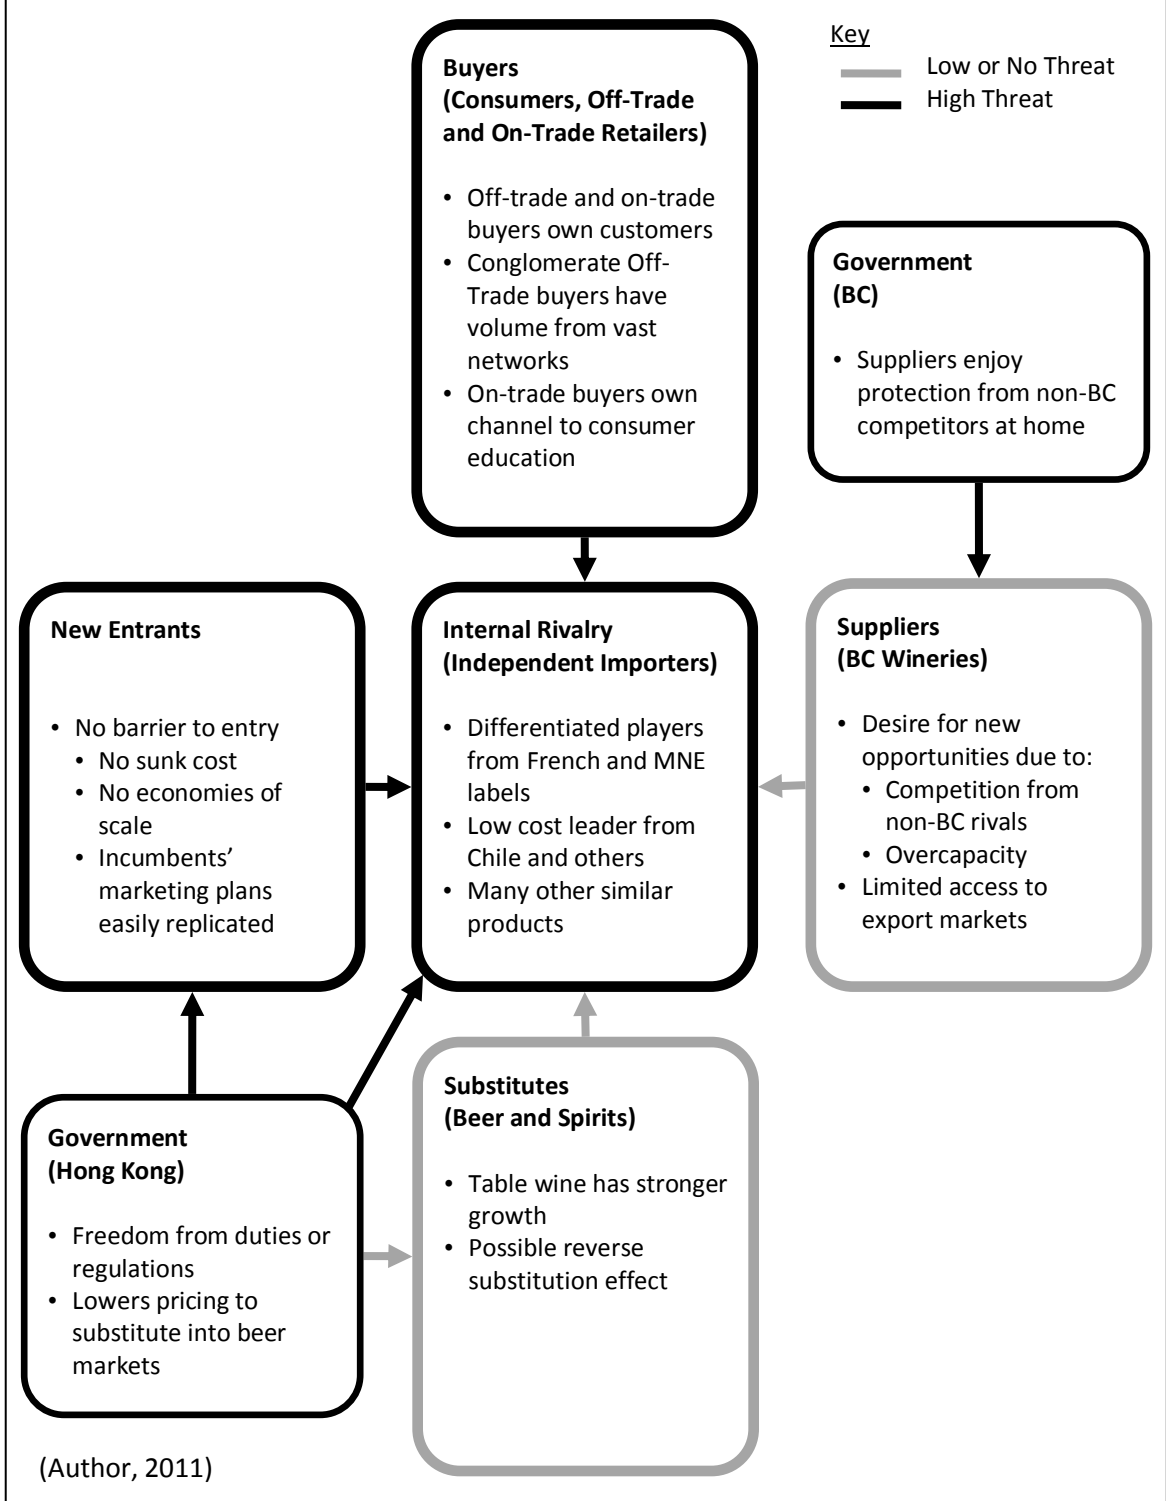 Key
Low or No Threat
High Threat
Buyers
(Consumers, Off-Trade
and On-Trade Retailers)
• Off-trade and on-trade
buyers own customers
• Conglomerate Off-
Trade buyers have
volume from vast
networks
• On-trade buyers own
channel to consumer
education
Government
(BC)
• Suppliers enjoy
protection from non-BC
competitors at home
New Entrants
• No barrier to entry
• No sunk cost
• No economies of
scale
• Incumbents’
marketing plans
easily replicated
Internal Rivalry
(Independent Importers)
• Differentiated players
from French and MNE
labels
• Low cost leader from
Chile and others
• Many other similar
products
Suppliers
(BC Wineries)
• Desire for new
opportunities due to:
• Competition from
non-BC rivals
• Overcapacity
• Limited access to
export markets
Government
(Hong Kong)
• Freedom from duties or
regulations
• Lowers pricing to
substitute into beer
markets
Substitutes
(Beer and Spirits)
• Table wine has stronger
growth
• Possible reverse
substitution effect
(Author, 2011)